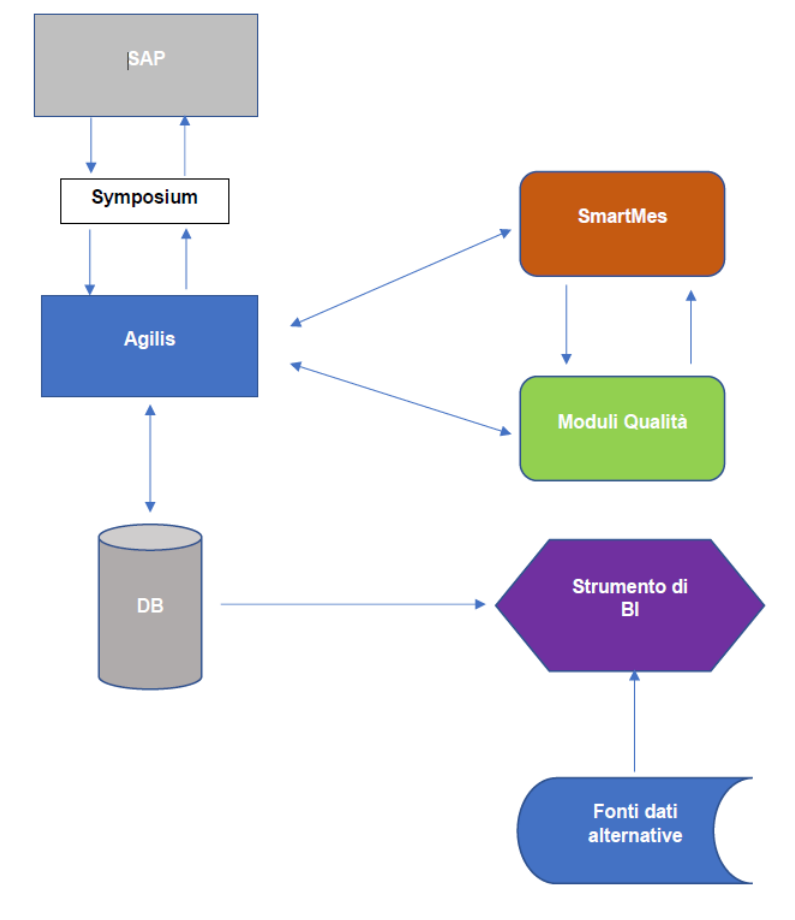 SAP
Symposium
SmartMes
Agilis
Moduli Qualità
DB
Strumento di
BI
Fonti dati
alternative